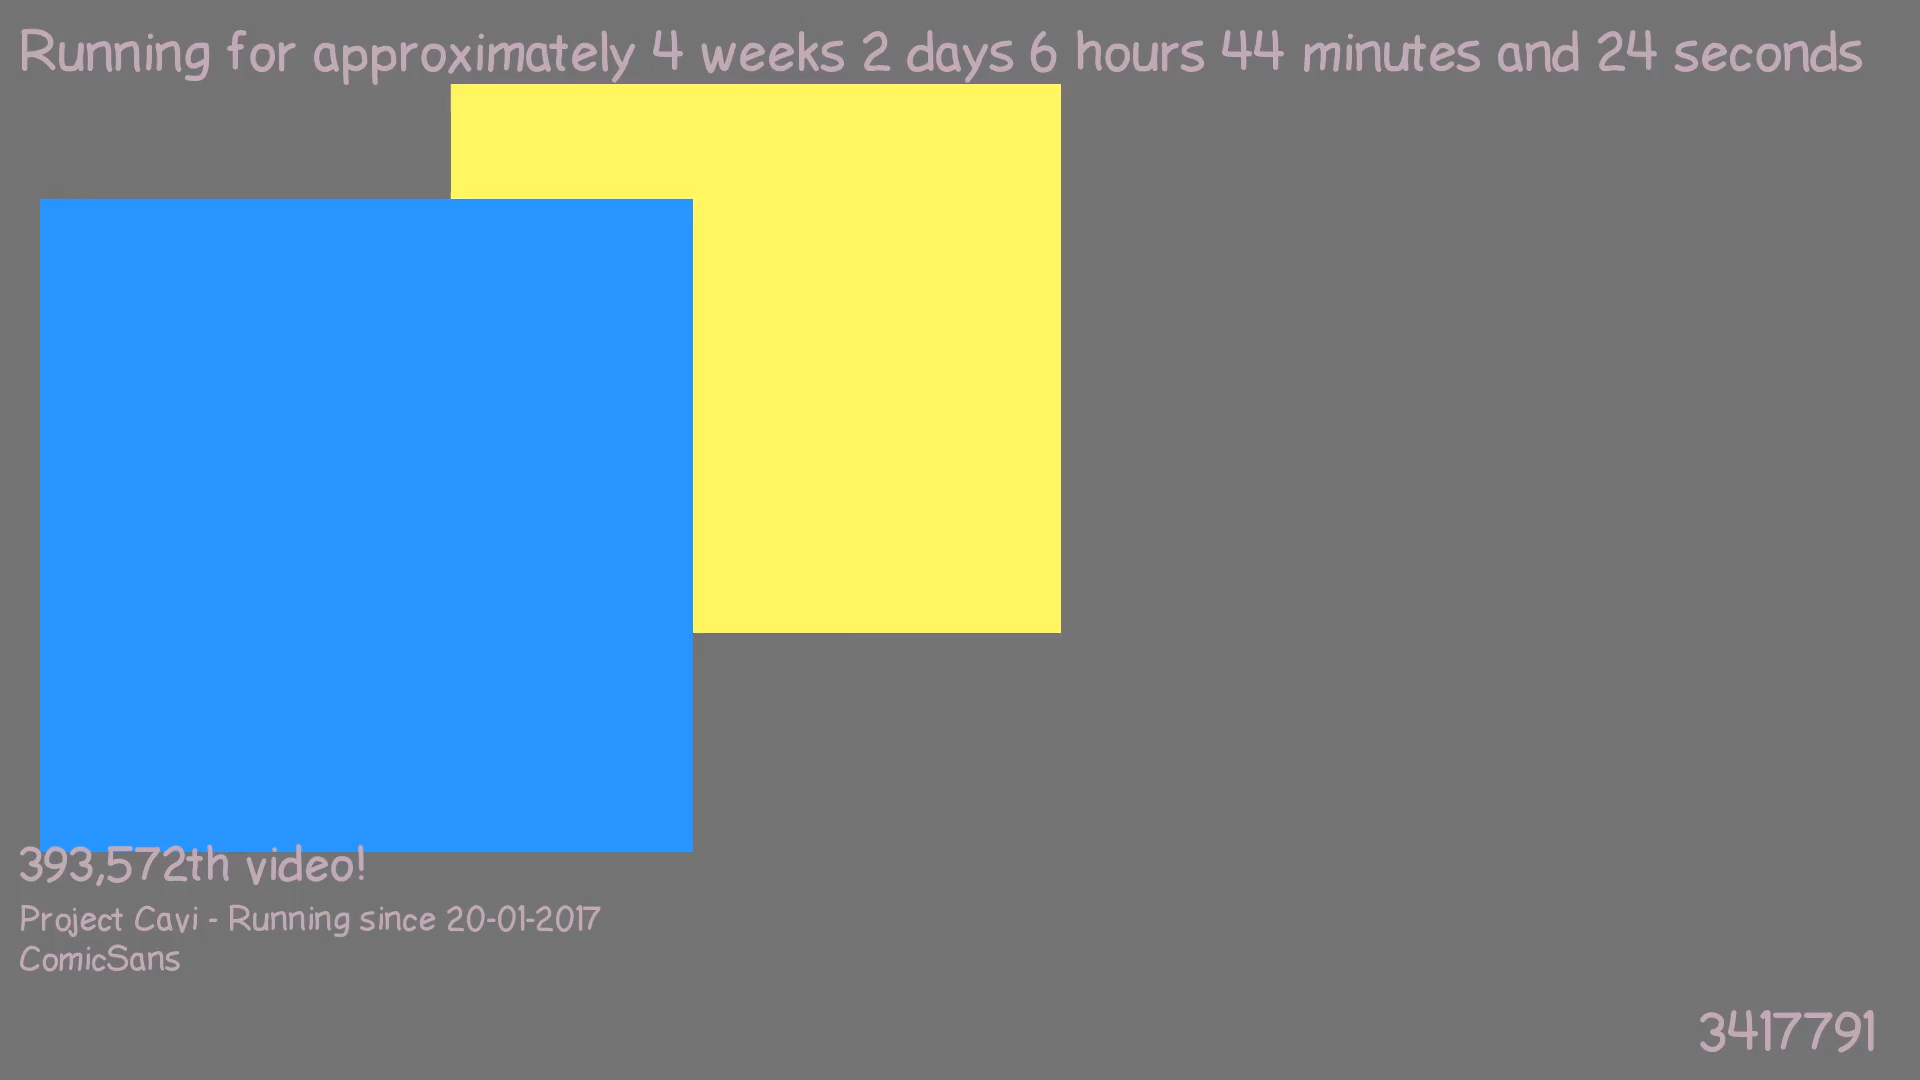 Running for approximately 4 weeks 2 days 6 hours 44 minutes and 24 seconds
393,572th video!
Project Cavi - Running since 20-01-2017
ComicSans
3417791